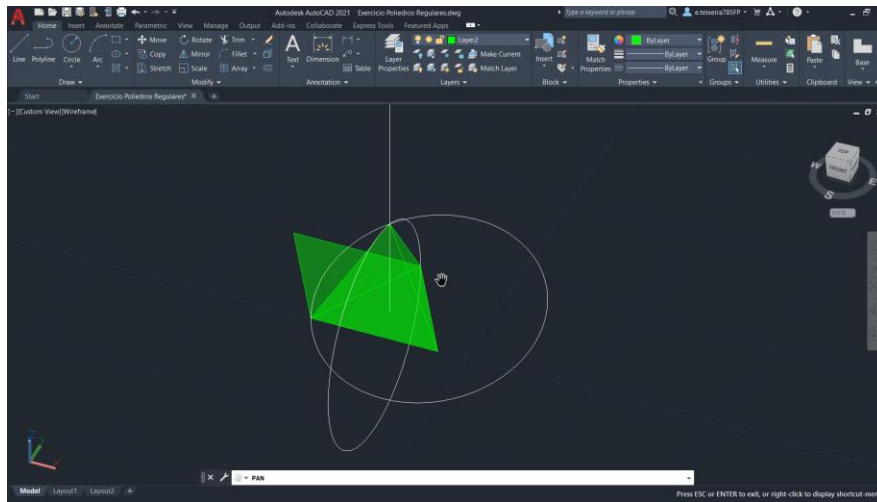 Autodesk AutoCAD 2021 Exercicio Poliedros Regulares.dwg
Type a keyword or phrase
e.teixeira785FP
Home Insert Annotate Parametric View Manage Output Add-ins Collaborate Express Tools Featured Apps
Line Polyline Circle Arc
Move Rotate Trim
Copy Mirror Fillet
Stretch Scale Array
Text Dimension
Table
Layer Properties
Layer2
Make Current
Match Layer
Insert
Match Properties
ByLayer
ByLayer
ByLayer
Group
Measure
Paste
Base
Draw Modify Annotation Layers Block Properties Groups Utilities Clipboard View
Start Exercicio Poliedros Regulares* X +
[-][Custom View][Wireframe]
TOP
FRONT
W
S
E
WCS
Z
Y
X
PAN
Model Layout1 Layout2 +
Press ESC or ENTER to exit, or right-click to display shortcut-men